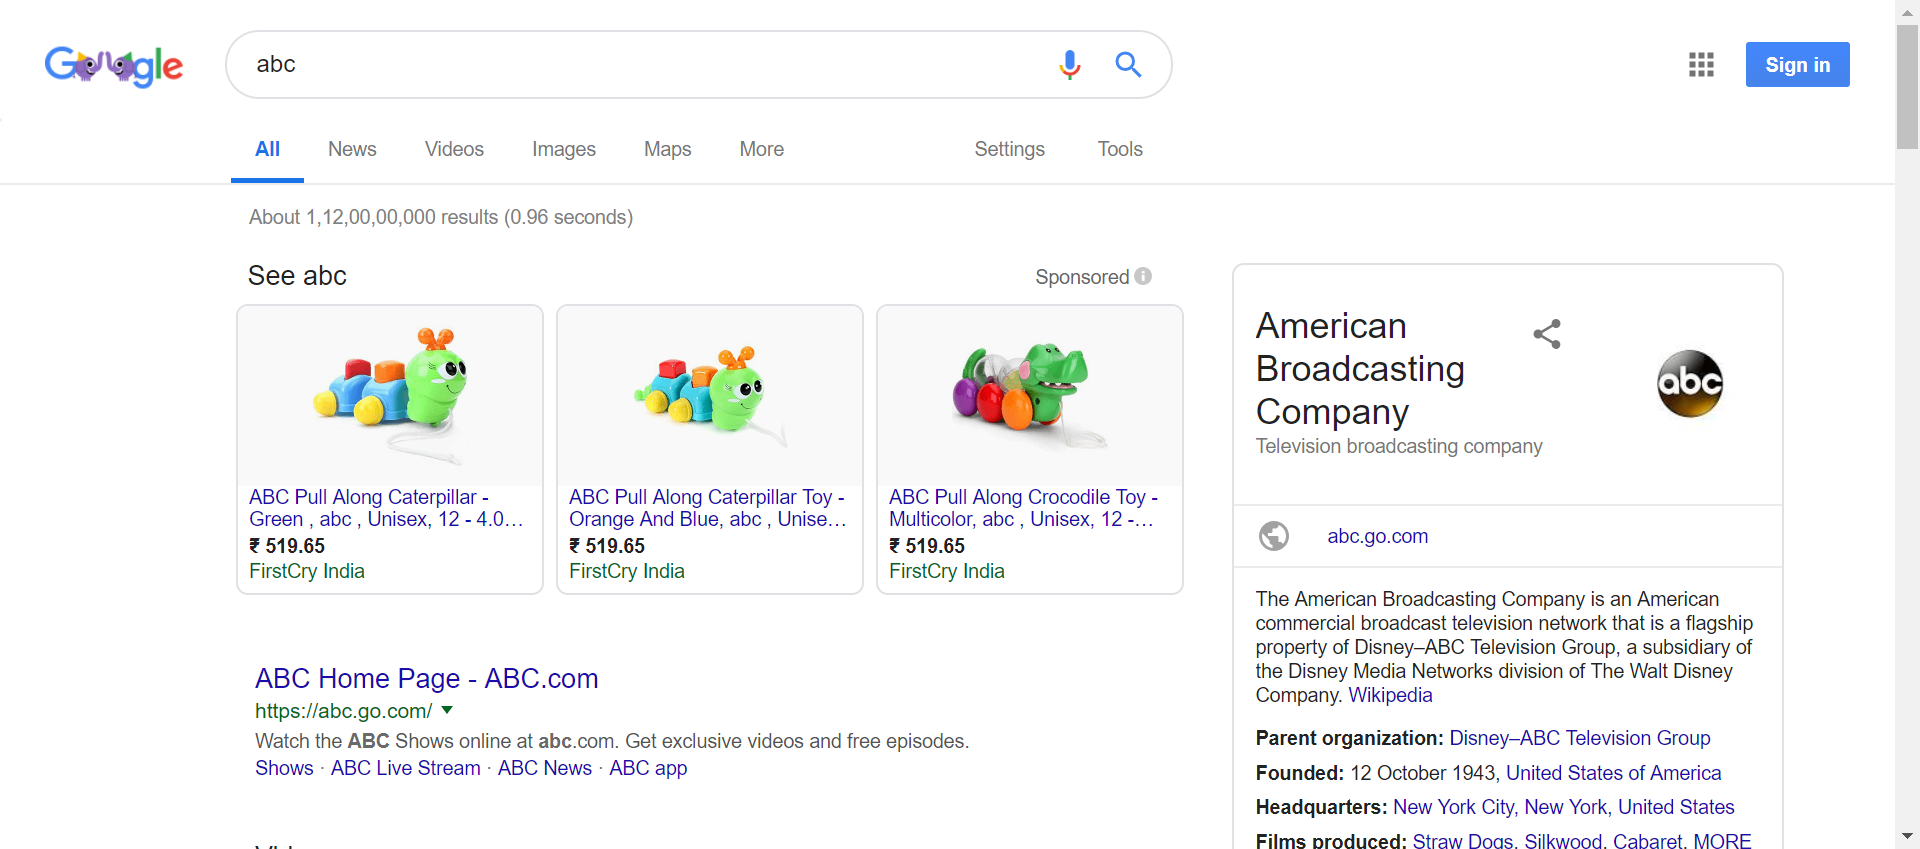 Google
abc
Sign in
All News Videos Images Maps More Settings Tools
About 1,12,00,00,000 results (0.96 seconds)
See abc
Sponsored
ABC Pull Along Caterpillar -
Green , abc , Unisex, 12 - 4.0...
₹ 519.65
FirstCry India
ABC Pull Along Caterpillar Toy -
Orange And Blue, abc , Unise...
₹ 519.65
FirstCry India
ABC Pull Along Crocodile Toy -
Multicolor, abc , Unisex, 12 -...
₹ 519.65
FirstCry India
ABC Home Page - ABC.com
https://abc.go.com/
Watch the ABC Shows online at abc.com. Get exclusive videos and free episodes.
Shows · ABC Live Stream · ABC News · ABC app
American
Broadcasting
Company
Television broadcasting company
abc
abc.go.com
The American Broadcasting Company is an American
commercial broadcast television network that is a flagship
property of Disney–ABC Television Group, a subsidiary of
the Disney Media Networks division of The Walt Disney
Company. Wikipedia
Parent organization: Disney–ABC Television Group
Founded: 12 October 1943, United States of America
Headquarters: New York City, New York, United States
Films produced: Straw Dogs, Silkwood, Cabaret, MORE